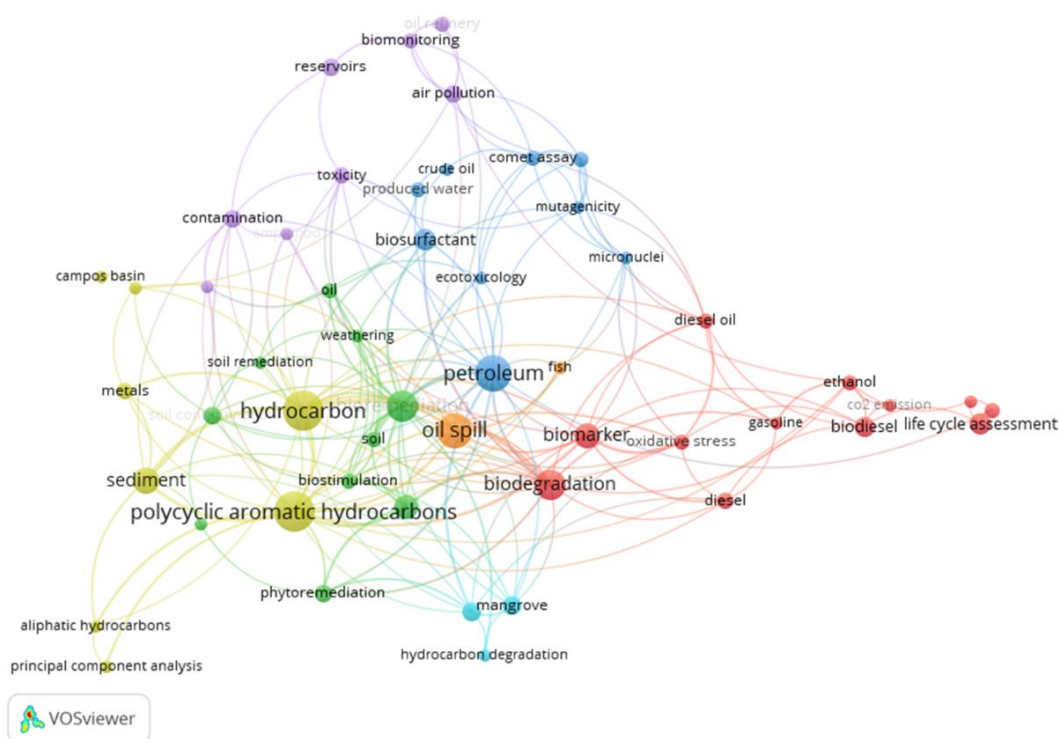 oil refinery
biomonitoring
reservoirs
air pollution
comet assay
crude oil
toxicity
produced water
mutagenicity
contamination
biosurfactant
micronuclei
campos basin
ecotoxicology
oil
diesel oil
weathering
soil remediation
fish
petroleum
ethanol
metals
co2 emission
bioremediation
hydrocarbon
gasoline
biodiesel
life cycle assessment
oil spill
biomarker
soil
oxidative stress
sediment
biostimulation
biodegradation
diesel
polycyclic aromatic hydrocarbons
phytoremediation
mangrove
aliphatic hydrocarbons
hydrocarbon degradation
principal component analysis
VOSviewer